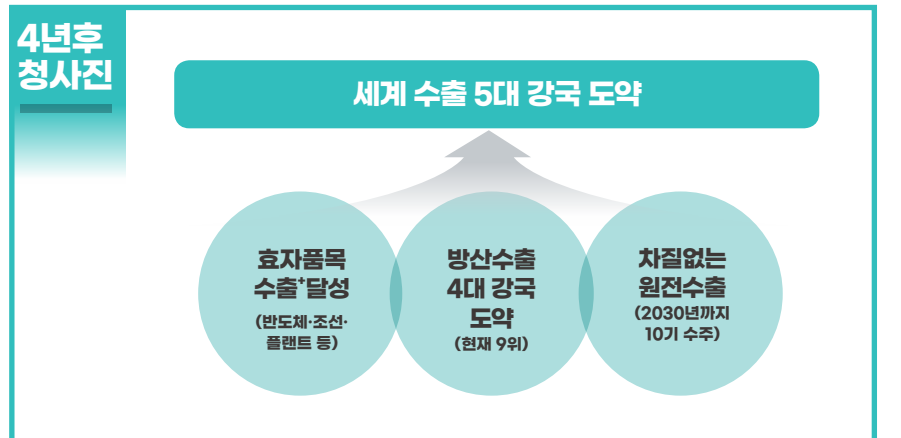 4년후
청사진
세계 수출 5대 강국 도약
효자품목
수출⁺달성
(반도체·조선·
플랜트 등)
방산수출
4대 강국
도약
(현재 9위)
차질없는
원전수출
(2030년까지
10기 수주)